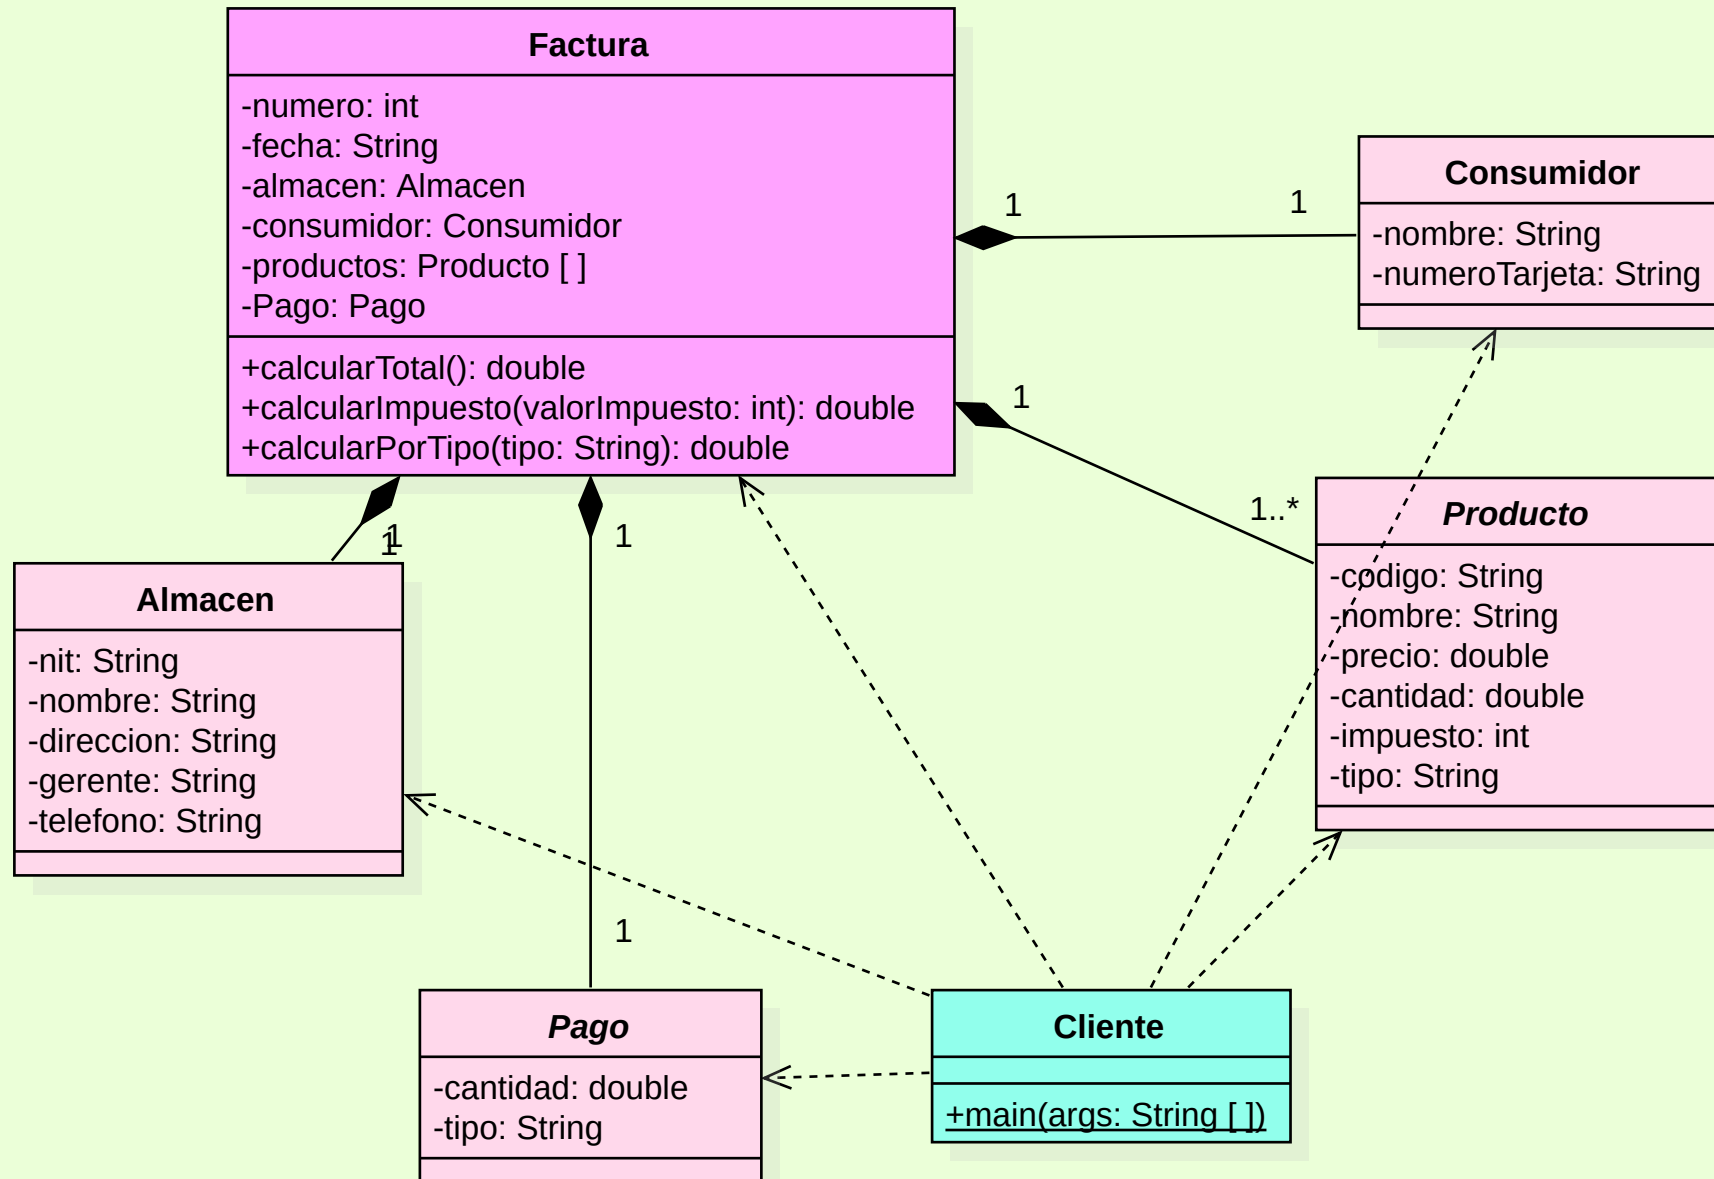 Factura
-numero: int
-fecha: String
-almacen: Almacen
-consumidor: Consumidor
-productos: Producto [ ]
-Pago: Pago
+calcularTotal(): double
+calcularImpuesto(valorImpuesto: int): double
+calcularPorTipo(tipo: String): double
1
1
Consumidor
-nombre: String
-numeroTarjeta: String
1
1..*
Producto
-codigo: String
-nombre: String
-precio: double
-cantidad: double
-impuesto: int
-tipo: String
1
1
Almacen
-nit: String
-nombre: String
-direccion: String
-gerente: String
-telefono: String
1
1
Pago
-cantidad: double
-tipo: String
Cliente
+main(args: String [ ])